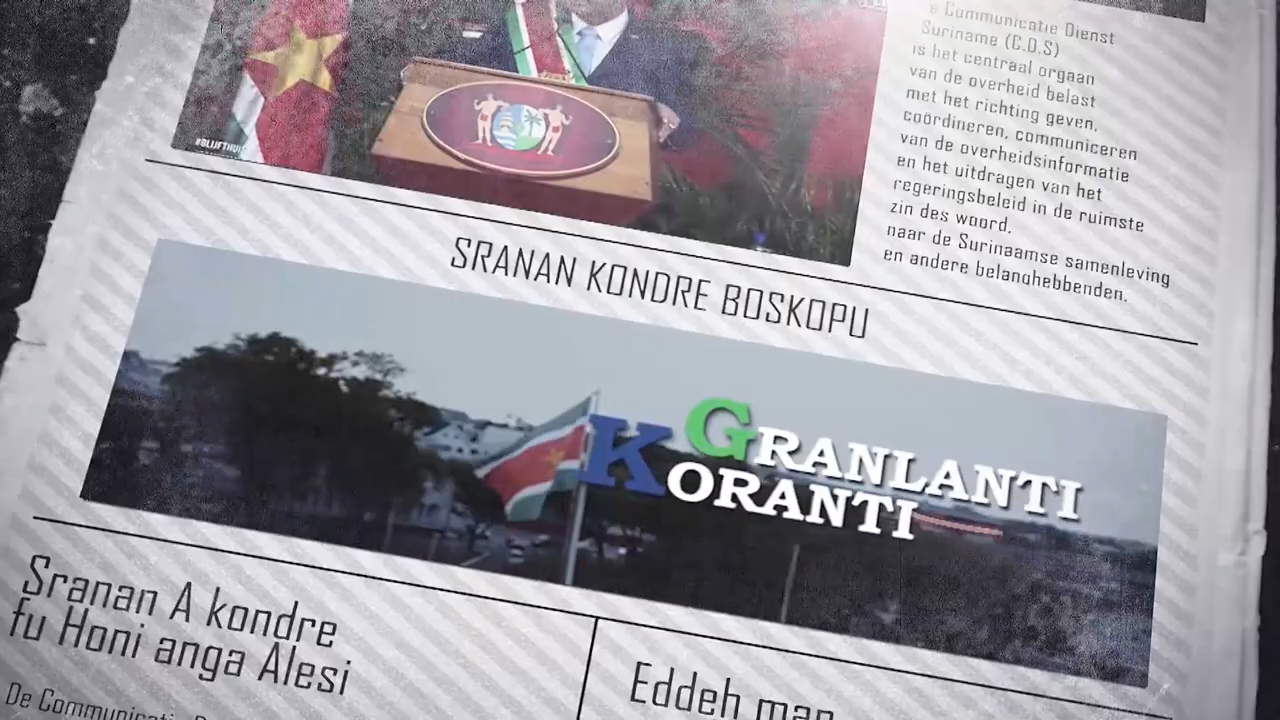 e Communicatie Dienst
Suriname (C.D.S)
is het centraal orgaan
van de overheid belast
met het richting geven,
coördineren, communiceren
van de overheidsinformatie
en het uitdragen van het
regeringsbeleid in de ruimste
zin des woord.
naar de Surinaamse samenleving
en andere belanghebbenden.
SRANAN KONDRE BOSKOPU
GRANLANTI
KORANTI
Sranan A kondre
fu Honi anga Alesi
Eddeh man
De Communicatie